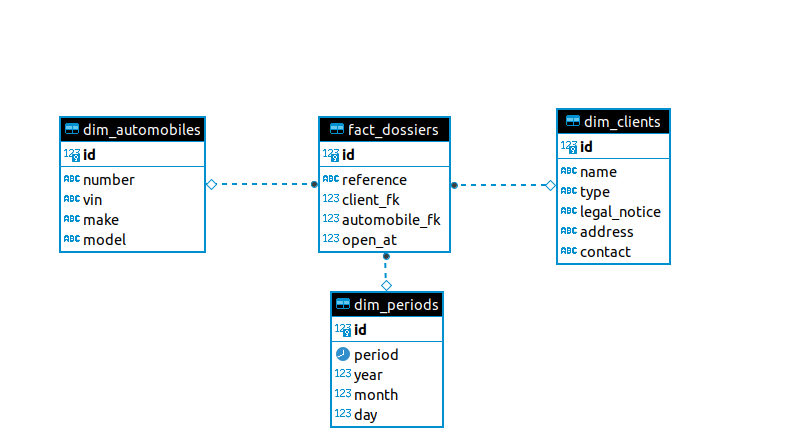 dim_automobiles
123 id
ABC number
ABC vin
ABC make
ABC model
fact_dossiers
123 id
ABC reference
123 client_fk
123 automobile_fk
123 open_at
dim_clients
123 id
ABC name
ABC type
ABC legal_notice
ABC address
ABC contact
dim_periods
123 id
period
123 year
123 month
123 day